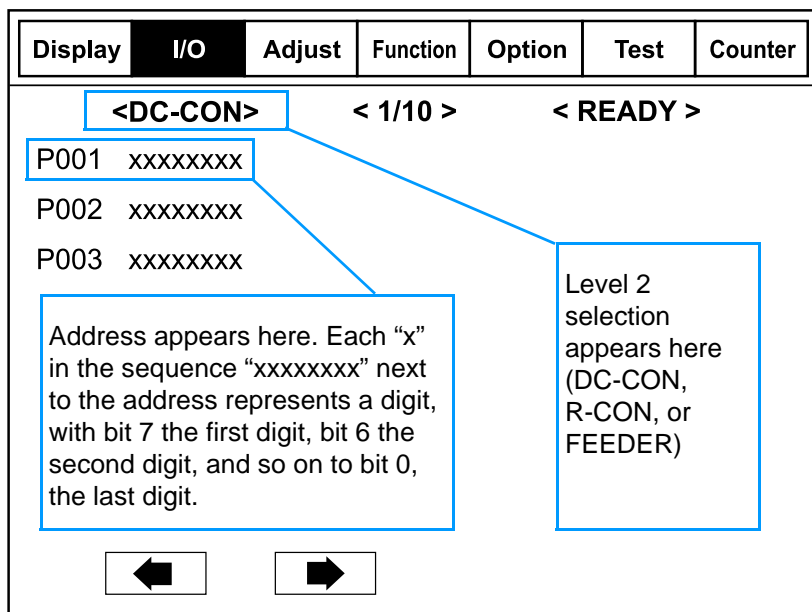 Display I/O Adjust Function Option Test Counter
<DC-CON> < 1/10 > < READY >
P001 xxxxxxxx
P002 xxxxxxxx
P003 xxxxxxxx
Address appears here. Each “x”
in the sequence “xxxxxxxx” next
to the address represents a digit,
with bit 7 the first digit, bit 6 the
second digit, and so on to bit 0,
the last digit.
Level 2
selection
appears here
(DC-CON,
R-CON, or
FEEDER)